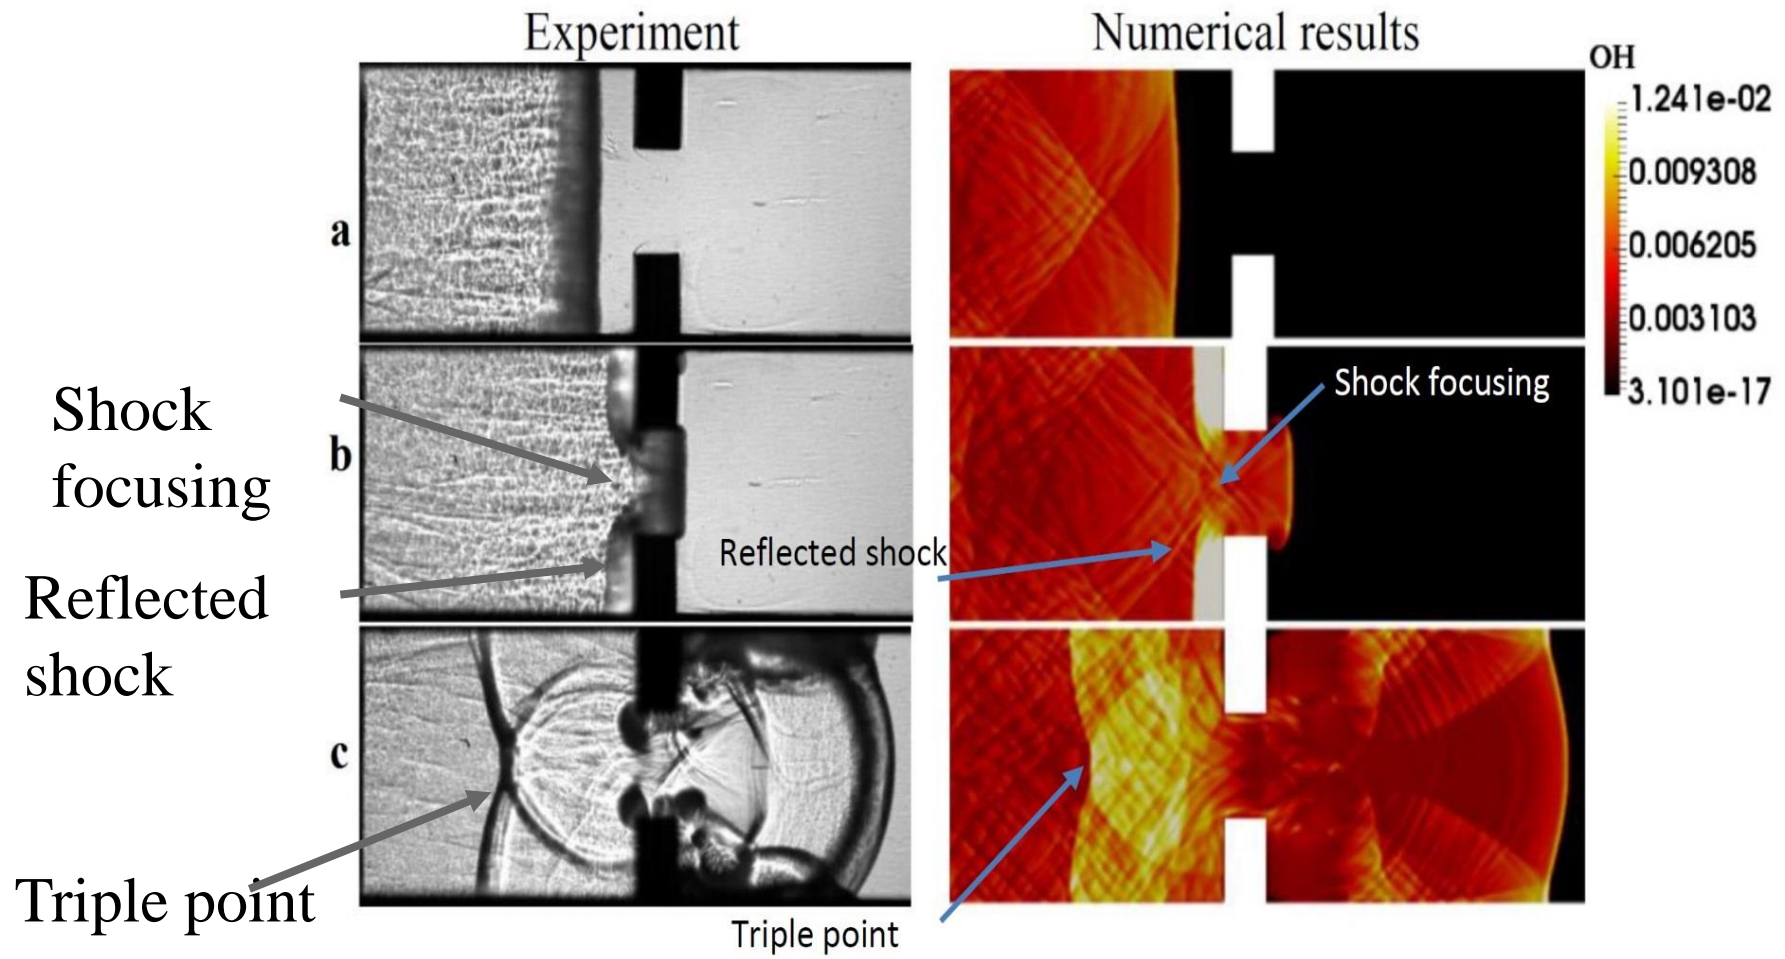 Experiment
Numerical results
OH
1.241e-02
0.009308
0.006205
0.003103
3.101e-17
a
Shock
focusing
b
Shock focusing
Reflected shock
Reflected
shock
c
Triple point
Triple point